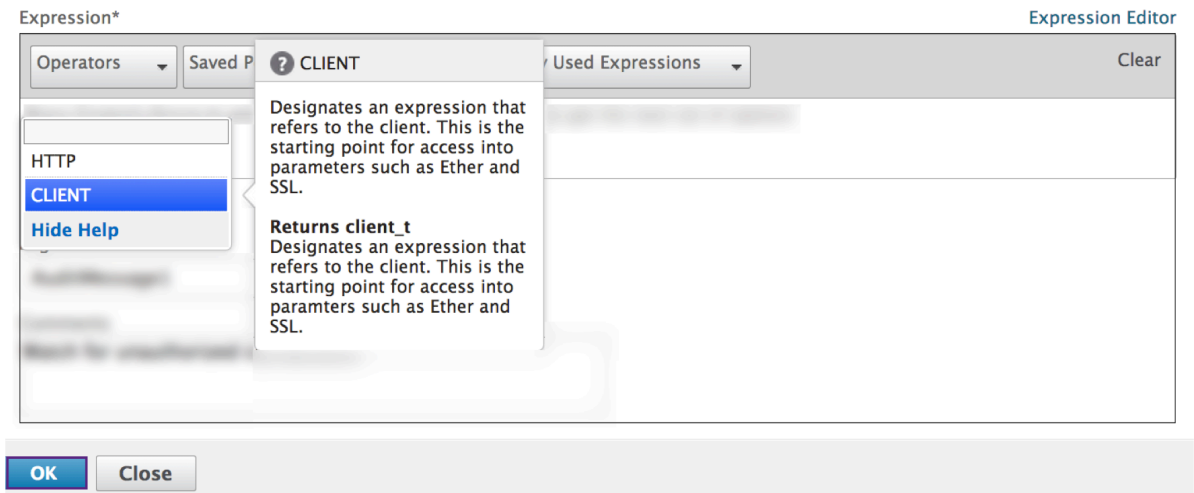 Expression*
Expression Editor
Operators
Saved P
y Used Expressions
Clear
CLIENT
Designates an expression that
refers to the client. This is the
starting point for access into
parameters such as Ether and
SSL.
Returns client_t
Designates an expression that
refers to the client. This is the
starting point for access into
paramters such as Ether and
SSL.
HTTP
CLIENT
Hide Help
OK
Close